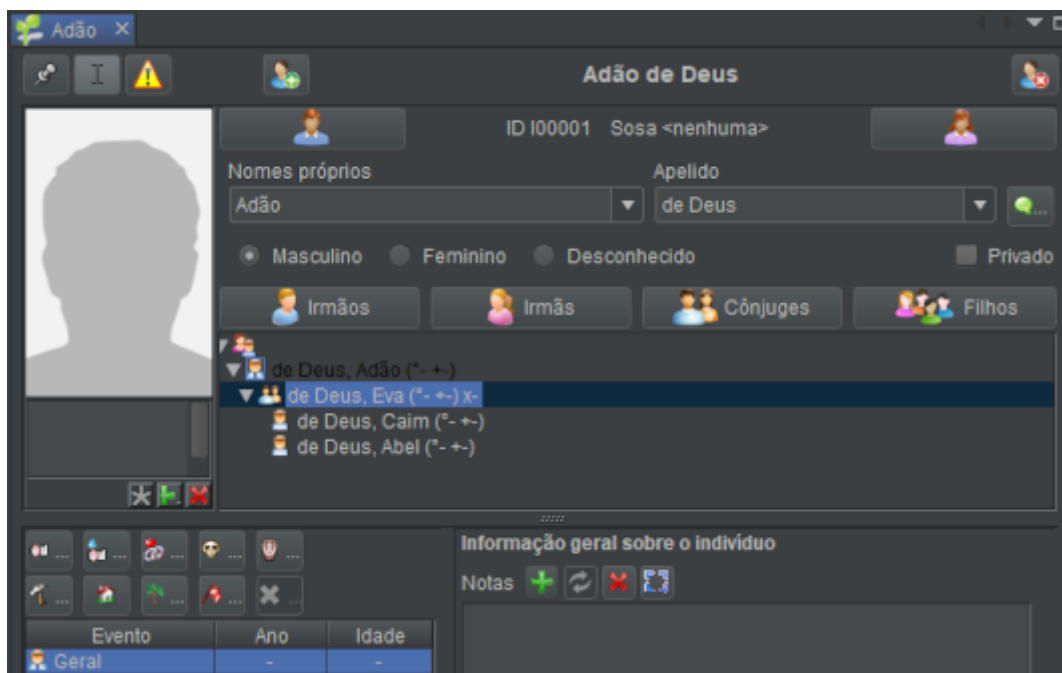 Adão
Adão de Deus
ID I00001 Sosa <nenhuma>
Nomes próprios Apelido
Adão de Deus
...
Masculino Feminino Desconhecido Privado
Irmãos Irmãs Cônjuges Filhos
de Deus, Adão (°- +-)
de Deus, Eva (°- +-) x-
de Deus, Caim (°- +-)
de Deus, Abel (°- +-)
Informação geral sobre o indivíduo
... ... ... ... ...
Notas
... ... ... ...
Evento Ano Idade
Geral - -